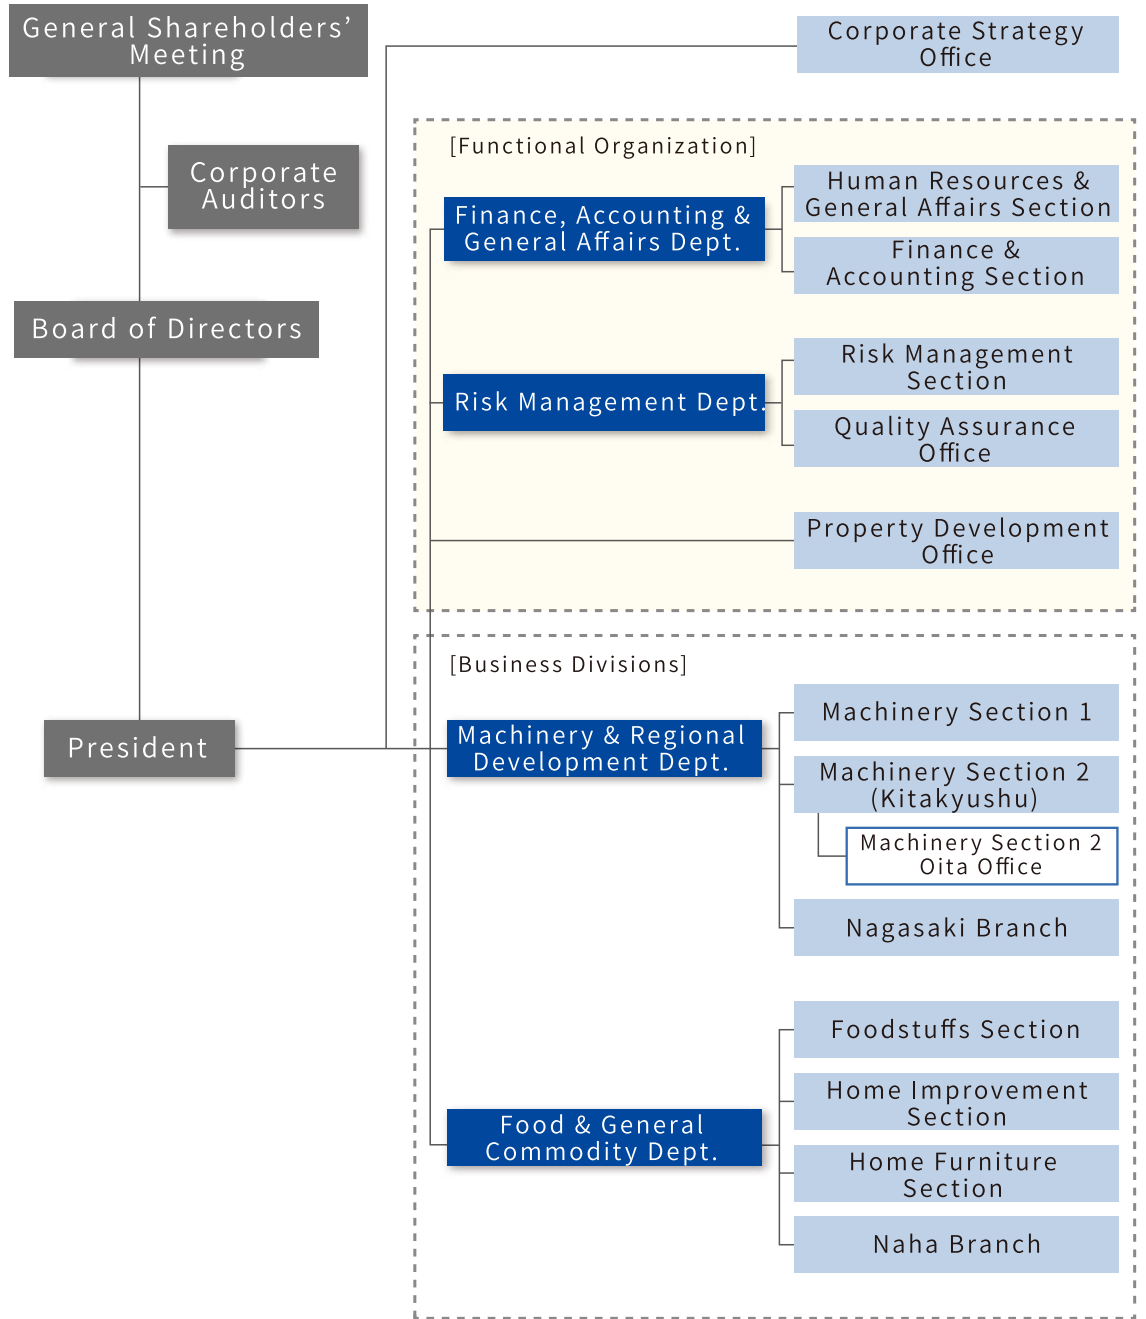 General Shareholders’
Meeting
Corporate
Auditors
Board of Directors
President
Corporate Strategy
Office
[Functional Organization]
Finance, Accounting &
General Affairs Dept.
Human Resources &
General Affairs Section
Finance &
Accounting Section
Risk Management Dept.
Risk Management
Section
Quality Assurance
Office
Property Development
Office
[Business Divisions]
Machinery & Regional
Development Dept.
Machinery Section 1
Machinery Section 2
(Kitakyushu)
Machinery Section 2
Oita Office
Nagasaki Branch
Food & General
Commodity Dept.
Foodstuffs Section
Home Improvement
Section
Home Furniture
Section
Naha Branch